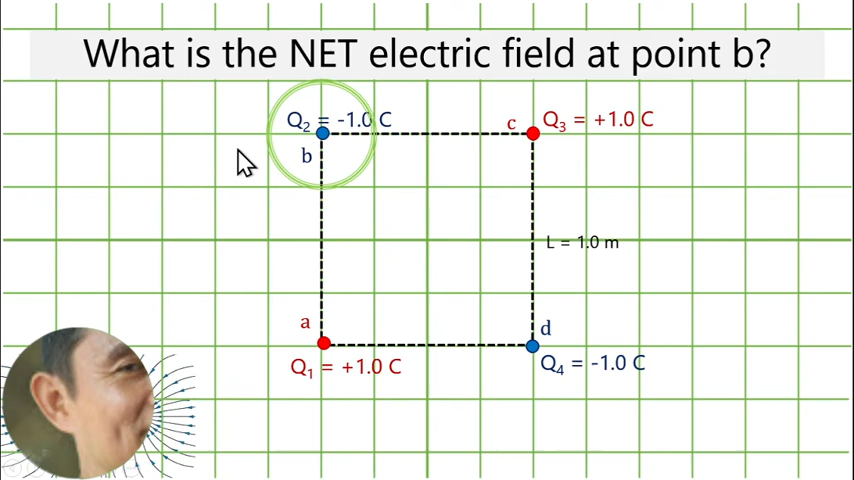 What is the NET electric field at point b?
Q₂ = -1.0 C
c
Q₃ = +1.0 C
b
L = 1.0 m
a
d
Q₁ = +1.0 C
Q₄ = -1.0 C